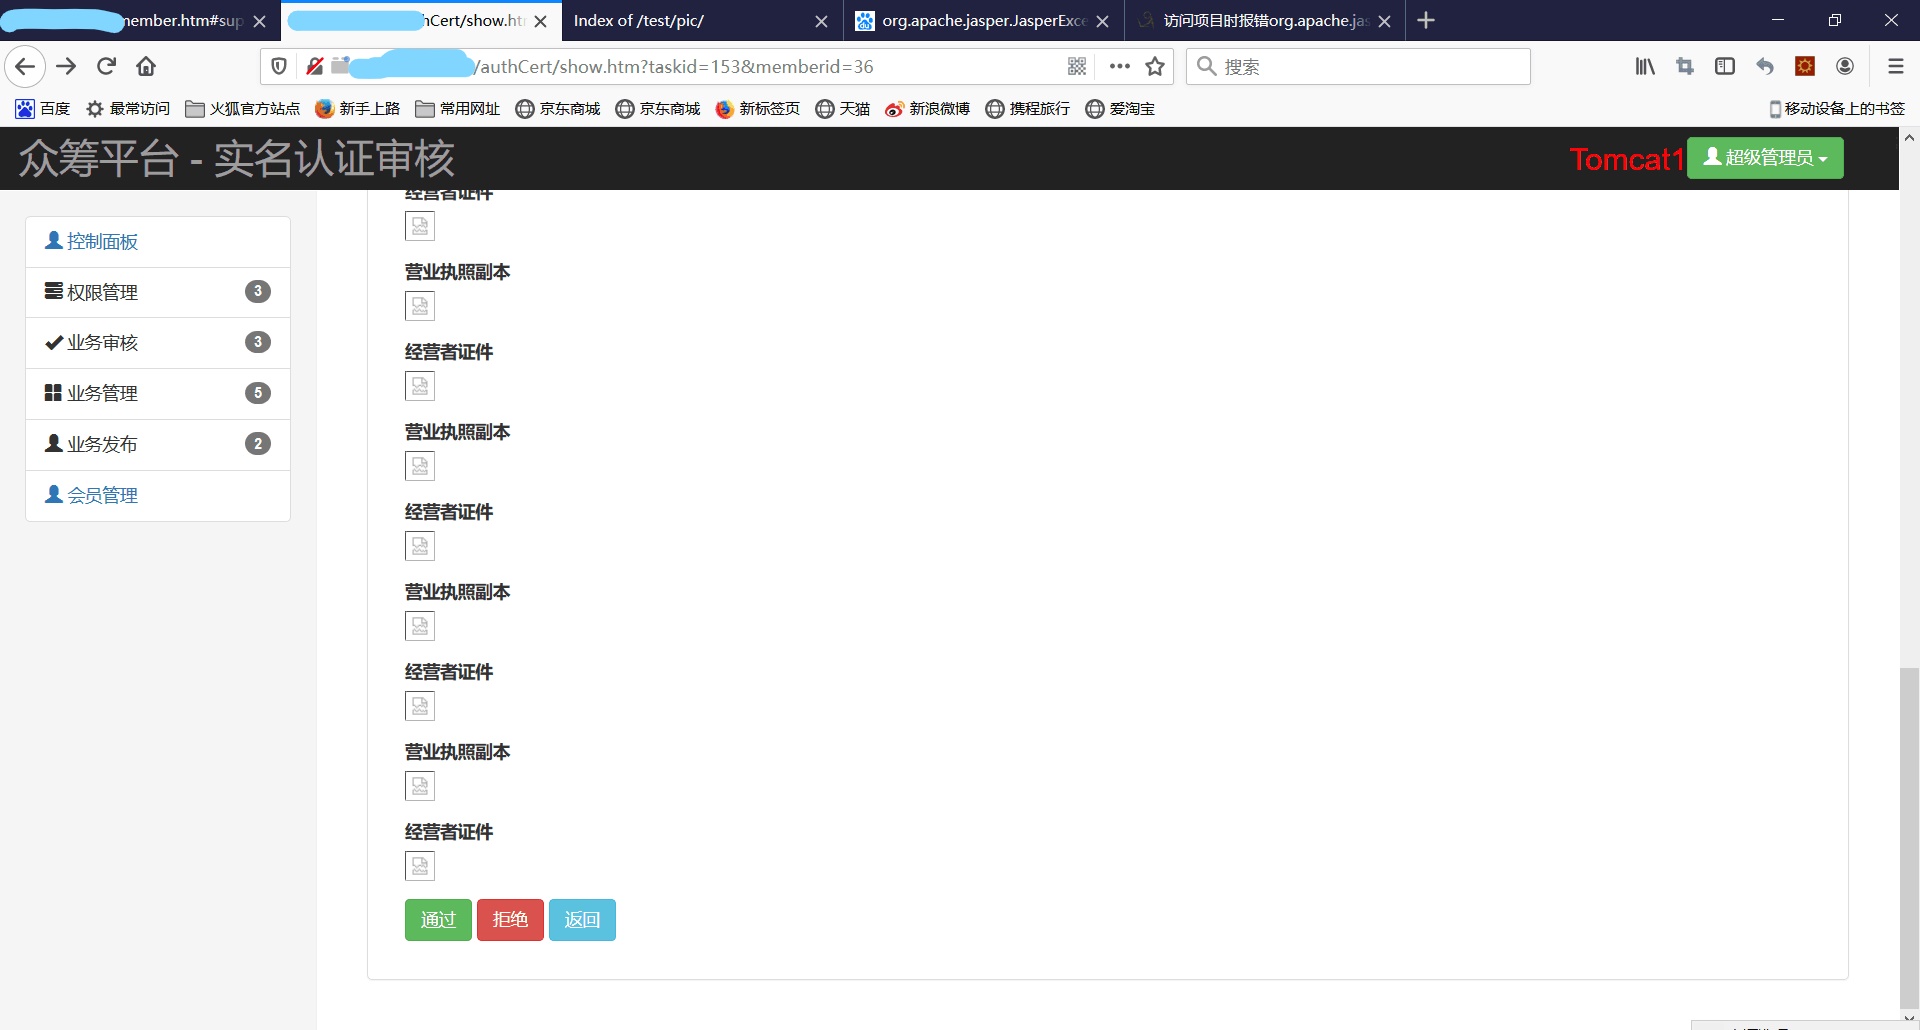 member.htm#sup
hCert/show.ht
Index of /test/pic/
org.apache.jasper.JasperExce
访问项目时报错org.apache.jas
/authCert/show.htm?taskid=153&memberid=36
搜索
百度
最常访问
火狐官方站点
新手上路
常用网址
京东商城
京东商城
新标签页
天猫
新浪微博
携程旅行
爱淘宝
移动设备上的书签
众筹平台 - 实名认证审核
Tomcat1
超级管理员
控制面板
权限管理 3
业务审核 3
业务管理 5
业务发布 2
会员管理
经营者证件
营业执照副本
经营者证件
营业执照副本
经营者证件
营业执照副本
经营者证件
营业执照副本
经营者证件
通过
拒绝
返回